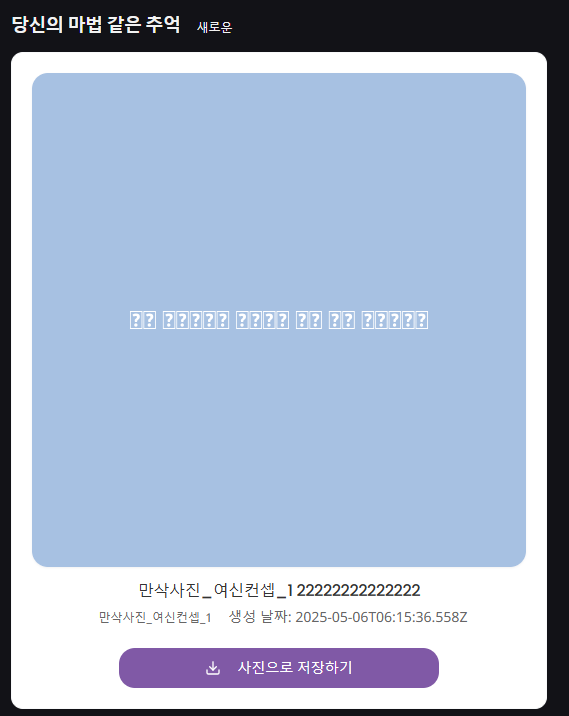 당신의 마법 같은 추억 새로운
만삭사진_여신컨셉_1 22222222222222
만삭사진_여신컨셉_1 생성 날짜: 2025-05-06T06:15:36.558Z
사진으로 저장하기